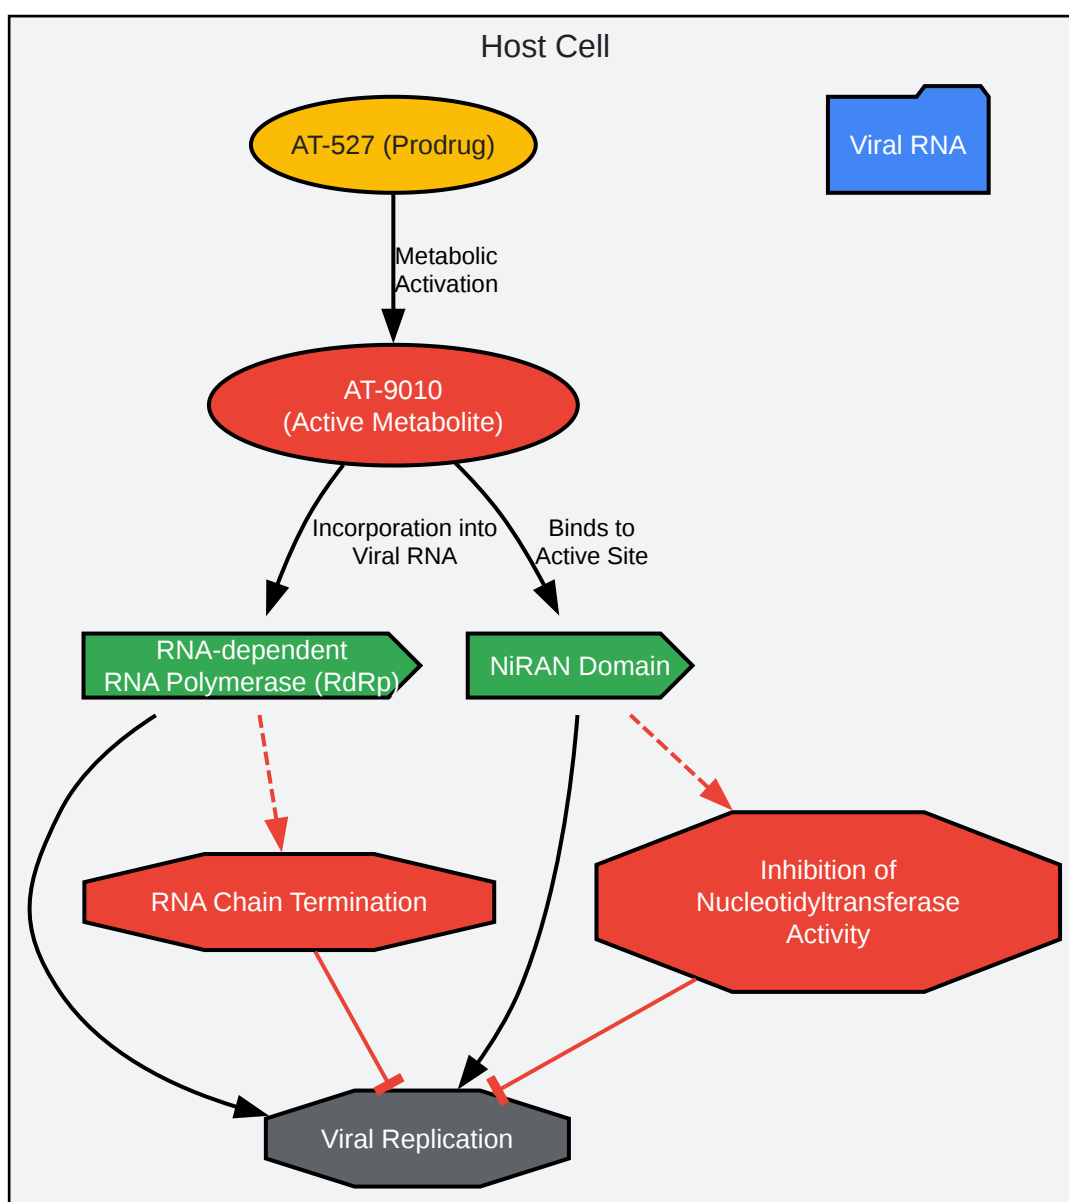 Host Cell
AT-527 (Prodrug)
Viral RNA
Metabolic
Activation
AT-9010
(Active Metabolite)
Incorporation into
Viral RNA
Binds to
Active Site
RNA-dependent
RNA Polymerase (RdRp)
NiRAN Domain
RNA Chain Termination
Inhibition of
Nucleotidyltransferase
Activity
Viral Replication